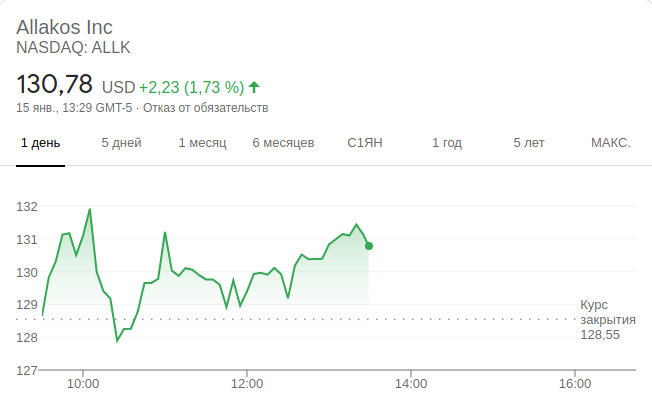 Allakos Inc
NASDAQ: ALLK
130,78 USD +2,23 (1,73 %) ↑
15 янв., 13:29 GMT-5 · Отказ от обязательств
1 день 5 дней 1 месяц 6 месяцев С1ЯН 1 год 5 лет МАКС.
132
131
130
129
128
127
Курс
закрытия
128,55
10:00 12:00 14:00 16:00